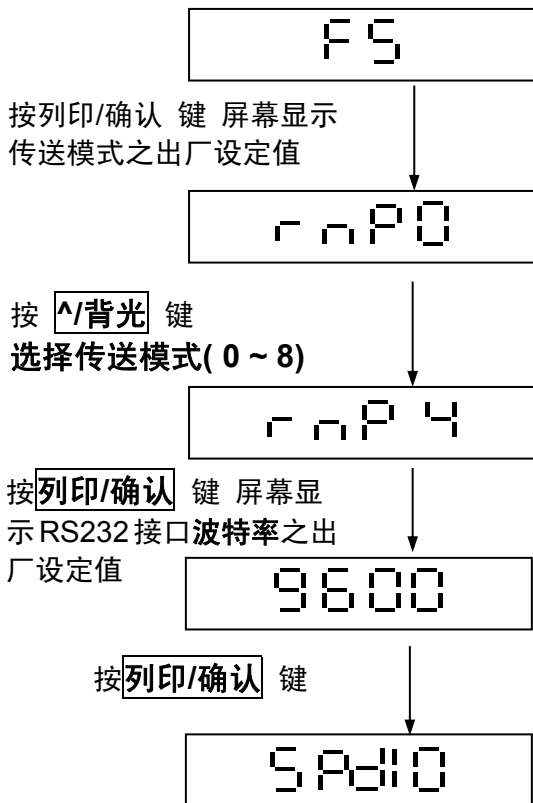 FS
按列印/确认 键 屏幕显示
传送模式之出厂设定值
rnP0
按 ^/背光 键
选择传送模式( 0 ~ 8)
rnP 4
按列印/确认 键 屏幕显
示RS232接口波特率之出
厂设定值
9600
按列印/确认 键
SPd10